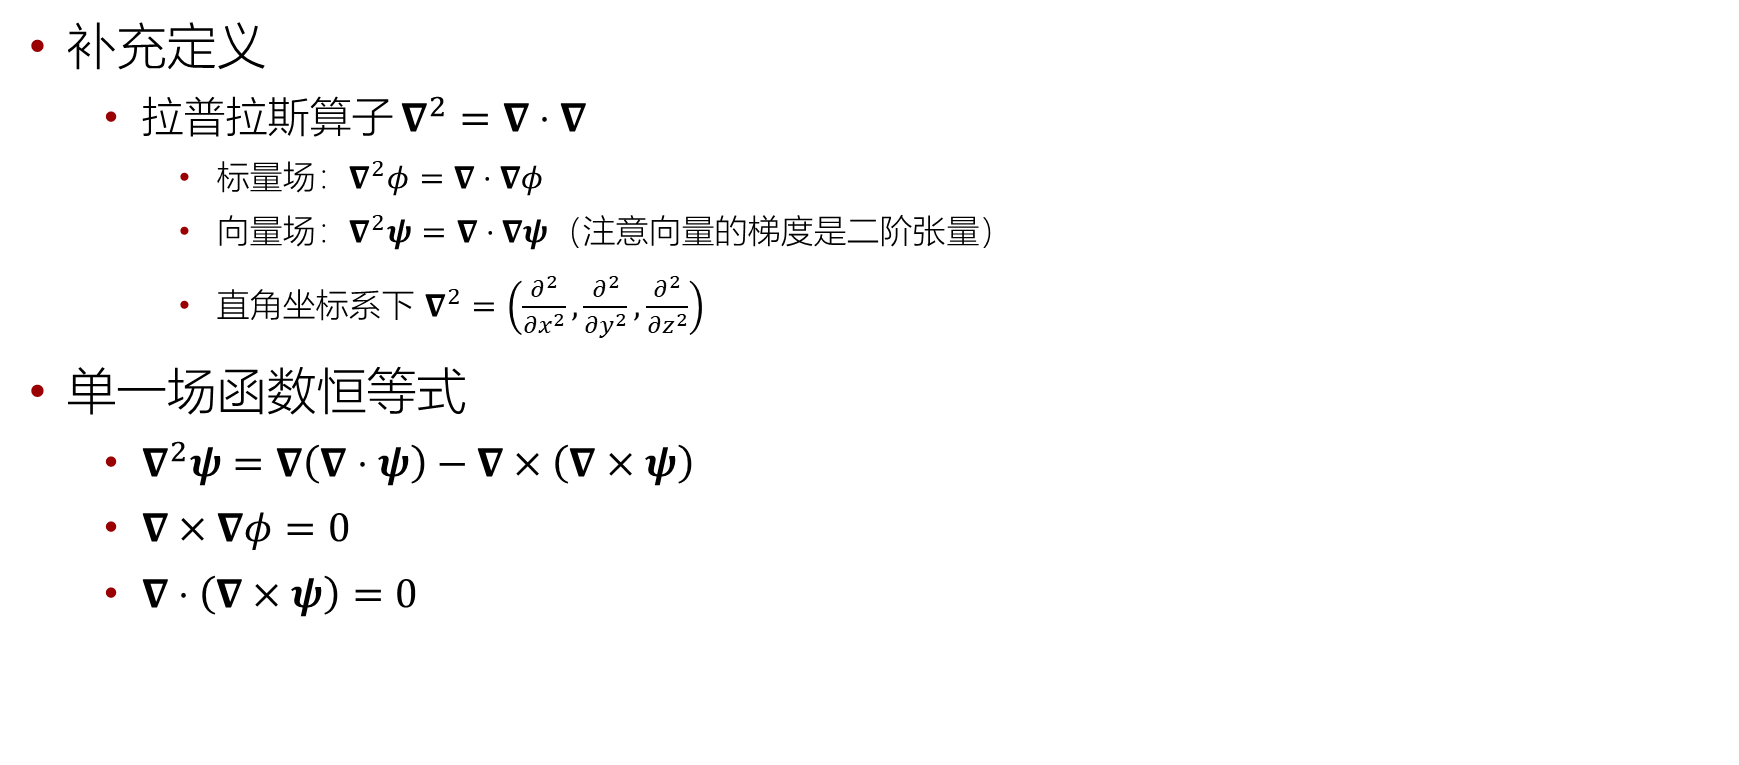 • 补充定义
• 拉普拉斯算子 𝛁² = 𝛁 · 𝛁
• 标量场：𝛁²𝜙 = 𝛁 · 𝛁𝜙
• 向量场：𝛁²𝝍 = 𝛁 · 𝛁𝝍（注意向量的梯度是二阶张量）
• 直角坐标系下 𝛁² = (∂²/∂x², ∂²/∂y², ∂²/∂z²)
• 单一场函数恒等式
• 𝛁²𝝍 = 𝛁(𝛁 · 𝝍) − 𝛁 × (𝛁 × 𝝍)
• 𝛁 × 𝛁𝜙 = 0
• 𝛁 · (𝛁 × 𝝍) = 0